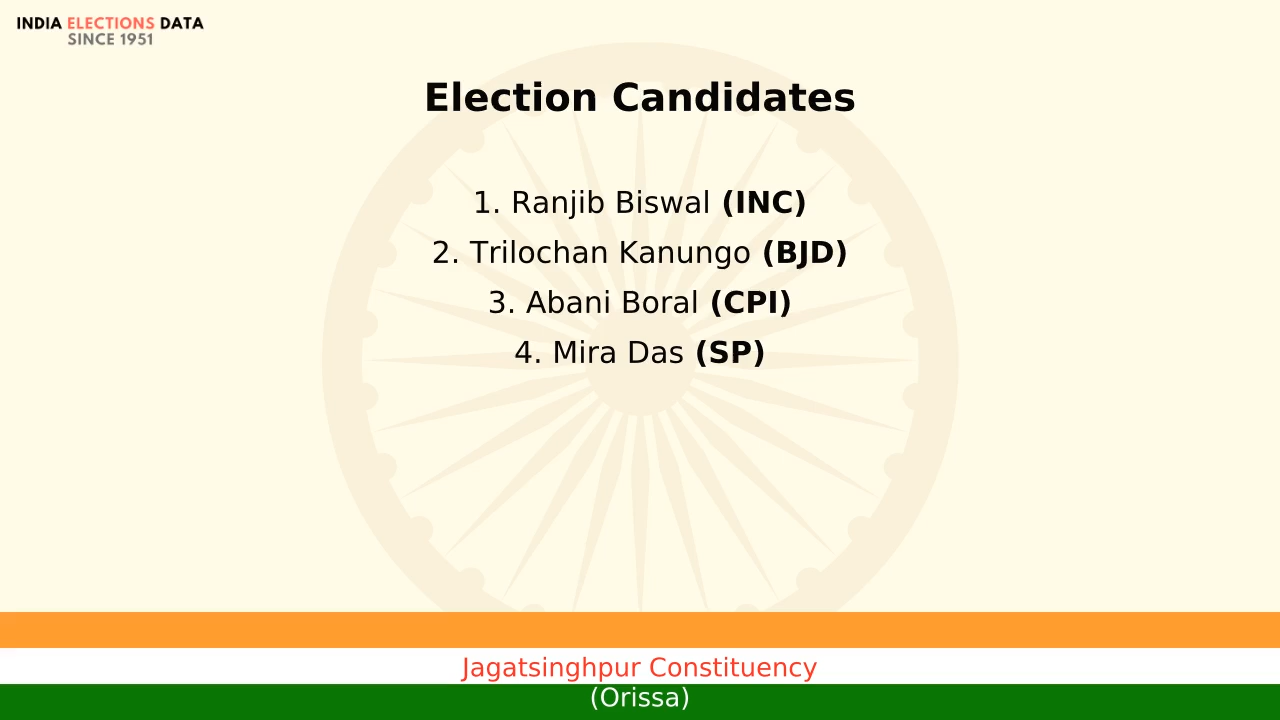 INDIA ELECTIONS DATA
SINCE 1951
Election Candidates
1. Ranjib Biswal (INC)
2. Trilochan Kanungo (BJD)
3. Abani Boral (CPI)
4. Mira Das (SP)
Jagatsinghpur Constituency
(Orissa)